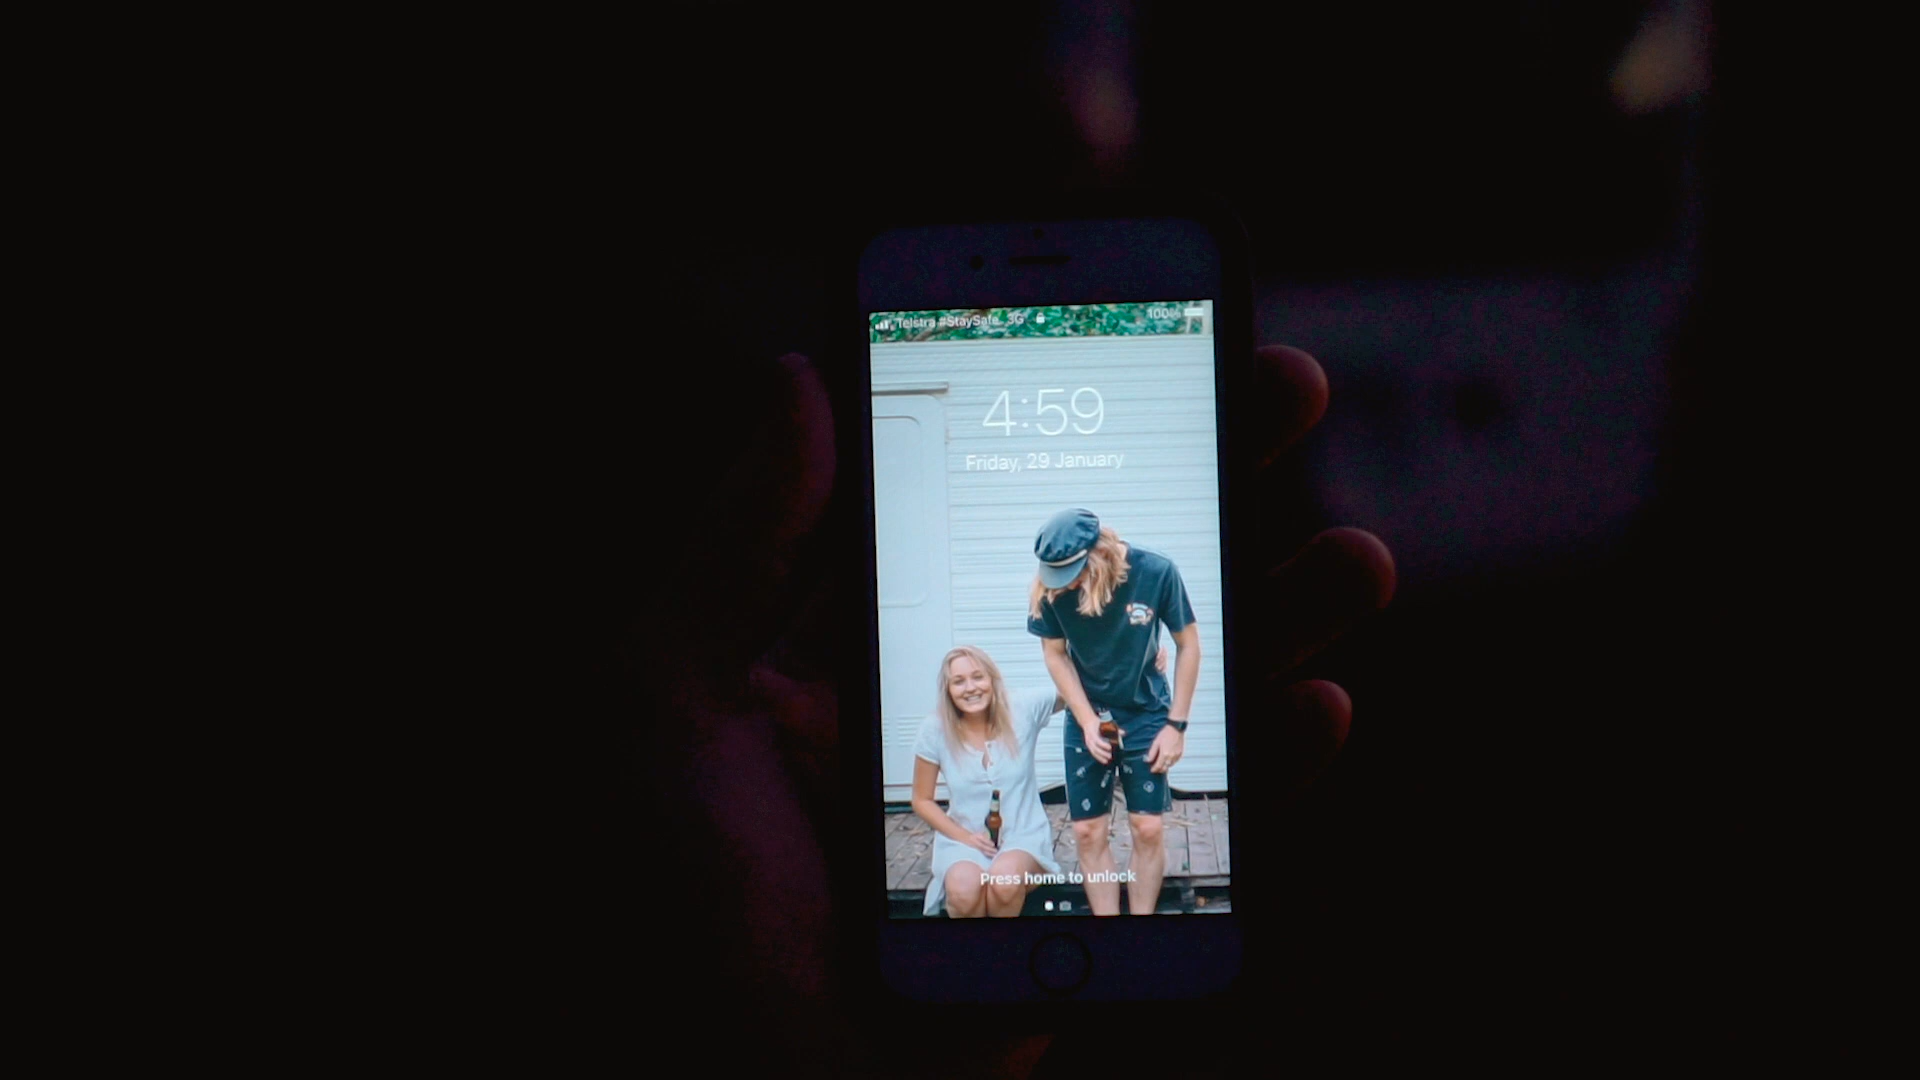 Telstra #StaySafe 3G 100%
4:59
Friday, 29 January
Press home to unlock